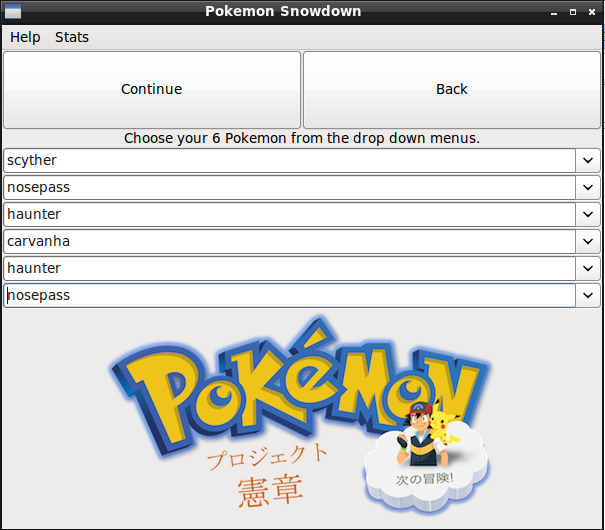 Pokemon Snowdown
Help Stats
Continue Back
Choose your 6 Pokemon from the drop down menus.
scyther
nosepass
haunter
carvanha
haunter
nosepass
POKéMON
プロジェクト
憲章
次の冒険!